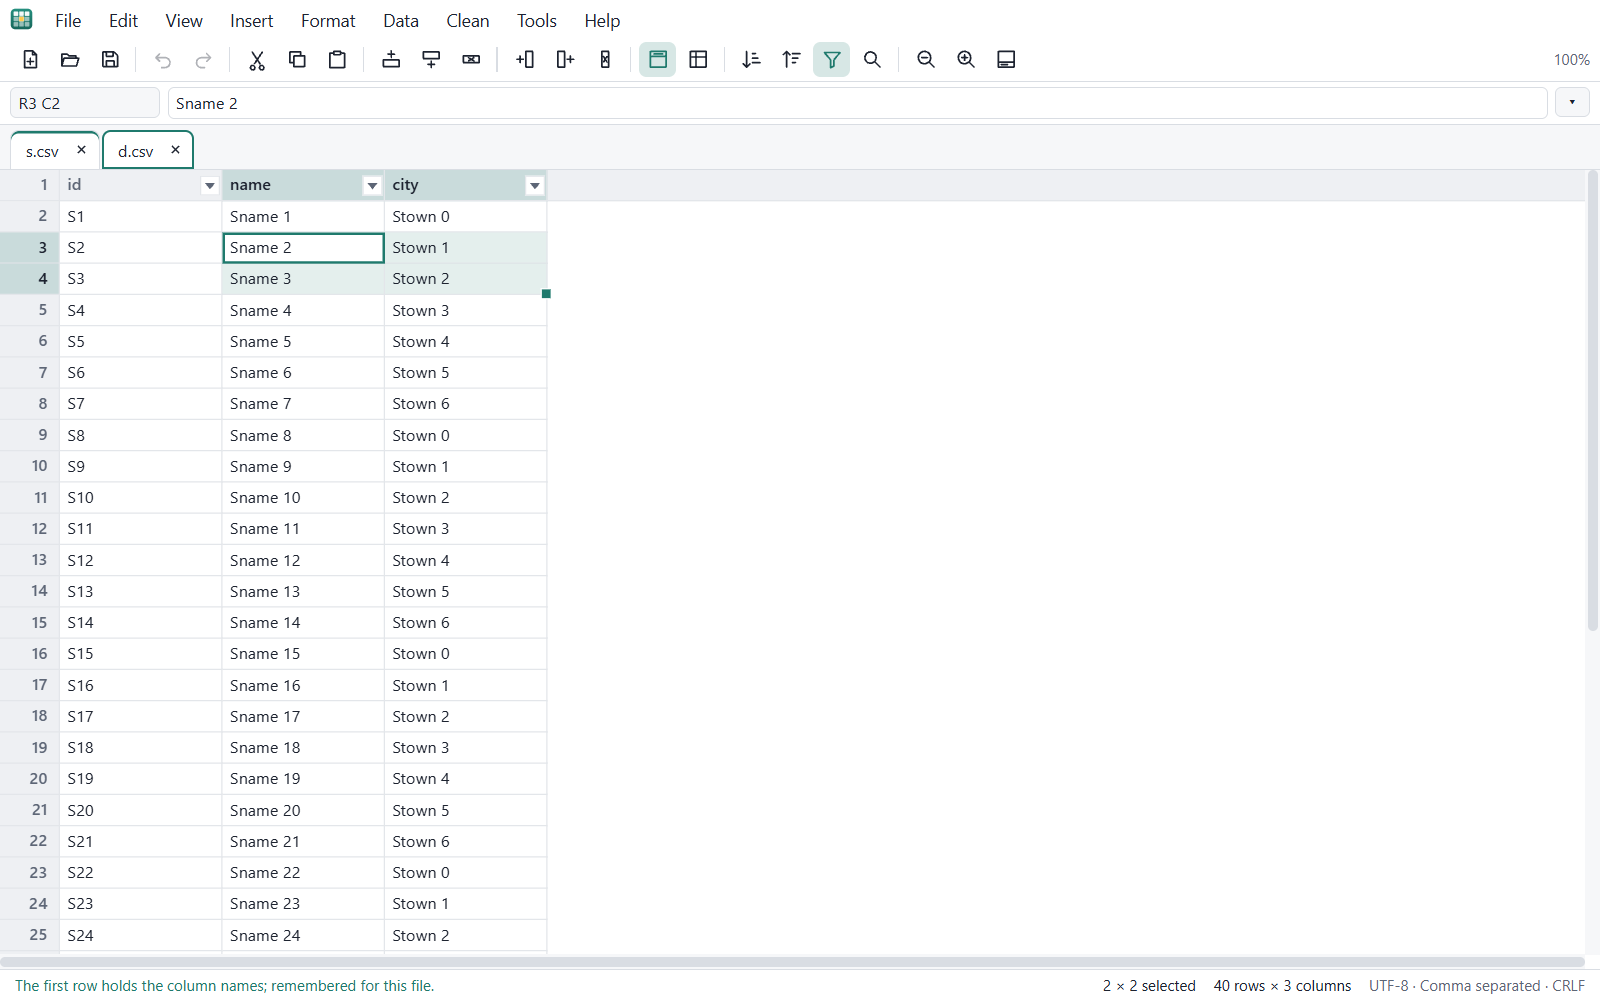 File Edit View Insert Format Data Clean Tools Help
100%
R3 C2 Sname 2
s.csv × d.csv ×
1 id name city
2 S1 Sname 1 Stown 0
3 S2 Sname 2 Stown 1
4 S3 Sname 3 Stown 2
5 S4 Sname 4 Stown 3
6 S5 Sname 5 Stown 4
7 S6 Sname 6 Stown 5
8 S7 Sname 7 Stown 6
9 S8 Sname 8 Stown 0
10 S9 Sname 9 Stown 1
11 S10 Sname 10 Stown 2
12 S11 Sname 11 Stown 3
13 S12 Sname 12 Stown 4
14 S13 Sname 13 Stown 5
15 S14 Sname 14 Stown 6
16 S15 Sname 15 Stown 0
17 S16 Sname 16 Stown 1
18 S17 Sname 17 Stown 2
19 S18 Sname 18 Stown 3
20 S19 Sname 19 Stown 4
21 S20 Sname 20 Stown 5
22 S21 Sname 21 Stown 6
23 S22 Sname 22 Stown 0
24 S23 Sname 23 Stown 1
25 S24 Sname 24 Stown 2
The first row holds the column names; remembered for this file. 2 × 2 selected 40 rows × 3 columns UTF-8 · Comma separated · CRLF